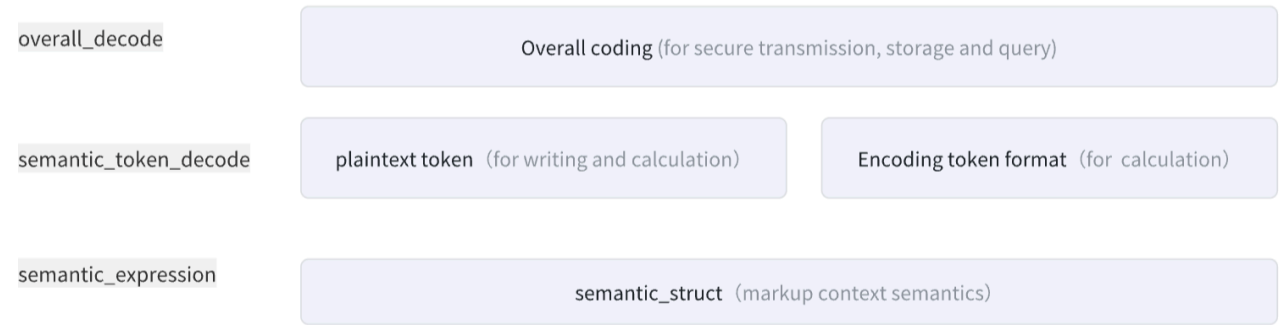 overall_decode
Overall coding (for secure transmission, storage and query)
semantic_token_decode
plaintext token（for writing and calculation）
Encoding token format（for calculation）
semantic_expression
semantic_struct（markup context semantics）